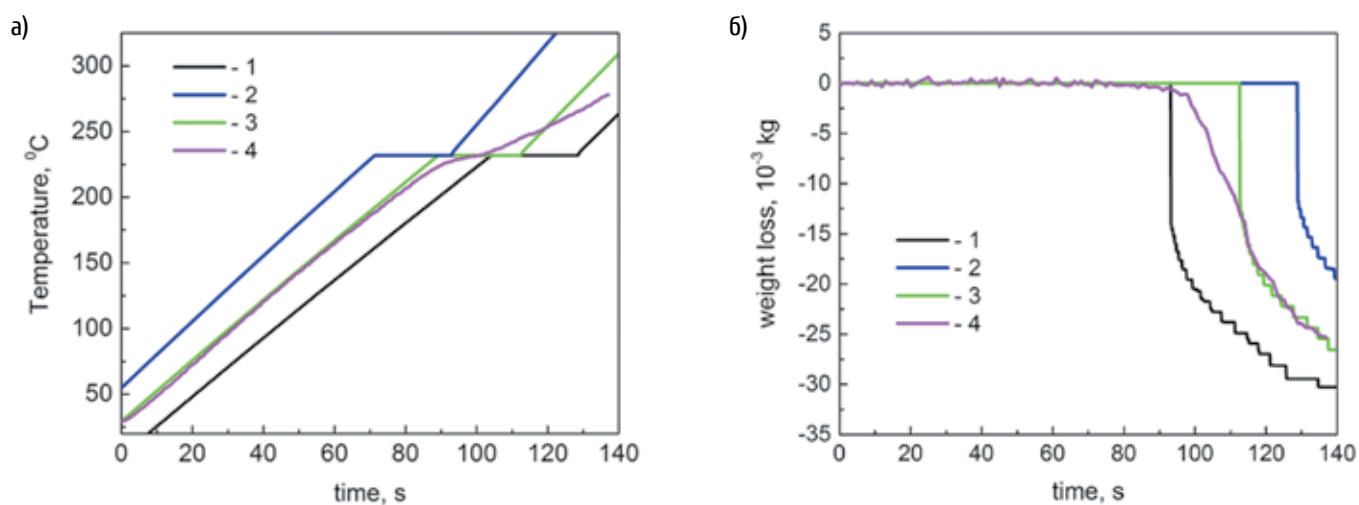 а)
Temperature, ⁰C
300
250
200
150
100
50
- 1
- 2
- 3
- 4
0 20 40 60 80 100 120 140
time, s
б)
weight loss, 10⁻³ kg
5
0
-5
-10
-15
-20
-25
-30
-35
- 1
- 2
- 3
- 4
0 20 40 60 80 100 120 140
time, s